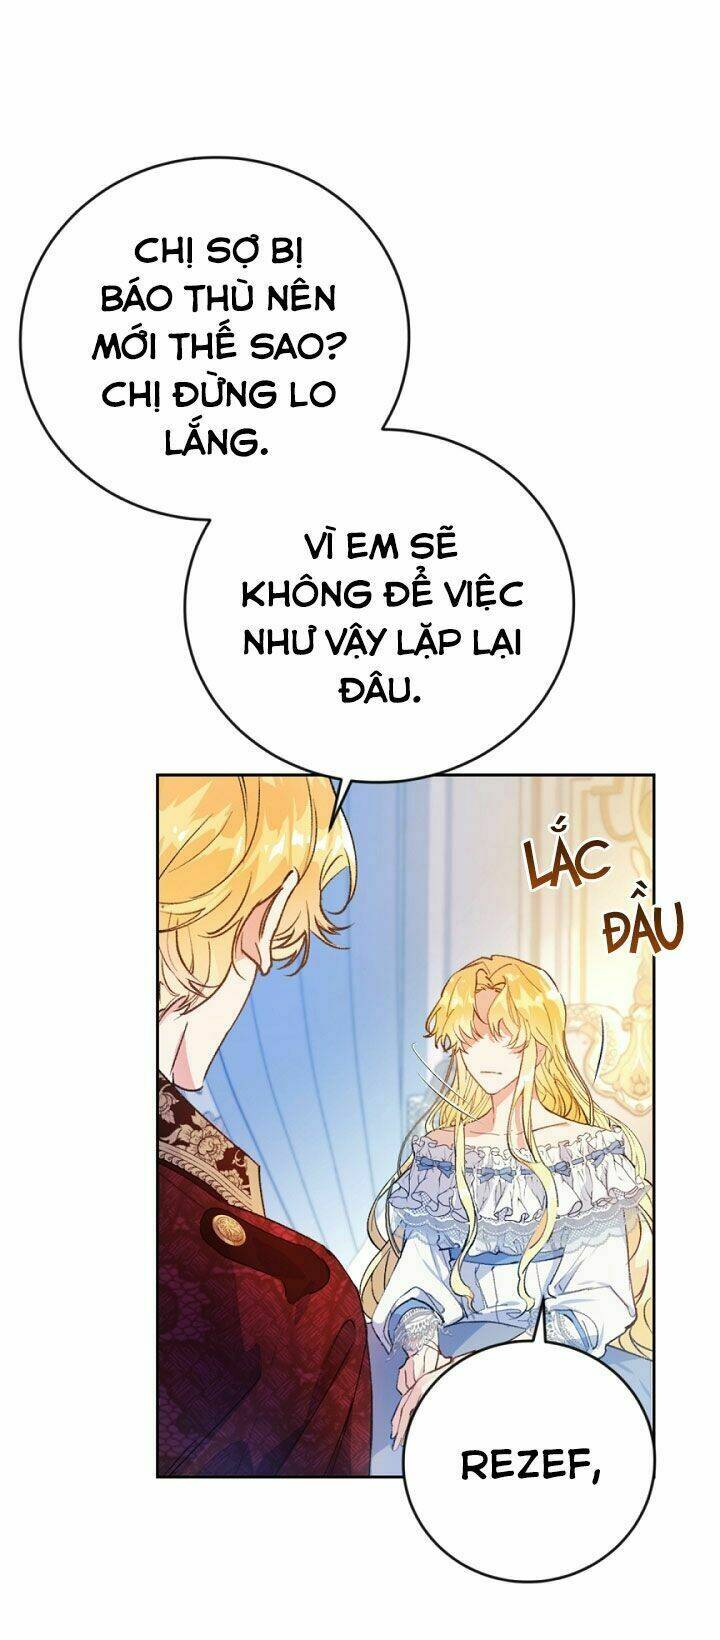 CHỊ SỢ BỊ
BÁO THÙ NÊN
MỚI THẾ SAO?
CHỊ ĐỪNG LO
LẮNG.
VÌ EM SẼ
KHÔNG ĐỂ VIỆC
NHƯ VẬY LẶP LẠI
ĐÂU.
LẮC
ĐẦU
REZEF,